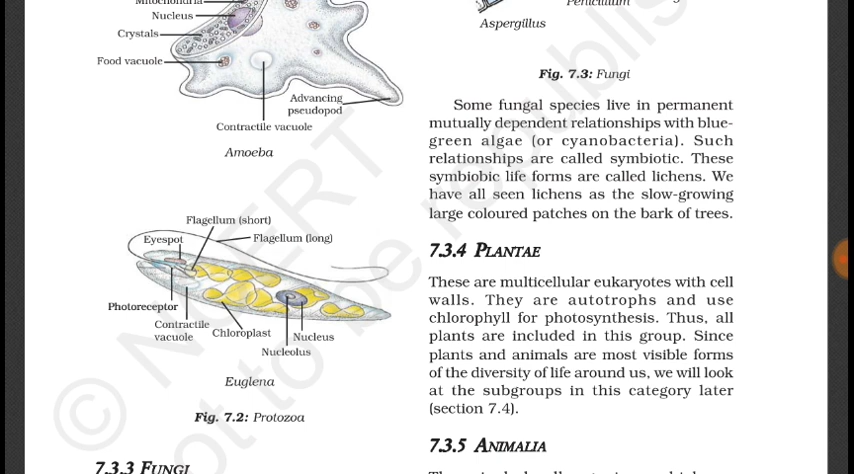 Mitochondria
Nucleus
Crystals
Food vacuole
Advancing
pseudopod
Contractile vacuole
Amoeba
Flagellum (short)
Eyespot
Flagellum (long)
Photoreceptor
Contractile
vacuole
Chloroplast
Nucleus
Nucleolus
Euglena
Fig. 7.2: Protozoa
7.3.3 FUNGI
Penicillium
Aspergillus
Fig. 7.3: Fungi
Some fungal species live in permanent
mutually dependent relationships with blue-
green algae (or cyanobacteria). Such
relationships are called symbiotic. These
symbiobic life forms are called lichens. We
have all seen lichens as the slow-growing
large coloured patches on the bark of trees.
7.3.4 PLANTAE
These are multicellular eukaryotes with cell
walls. They are autotrophs and use
chlorophyll for photosynthesis. Thus, all
plants are included in this group. Since
plants and animals are most visible forms
of the diversity of life around us, we will look
at the subgroups in this category later
(section 7.4).
7.3.5 ANIMALIA
© NCERT
not to be republis